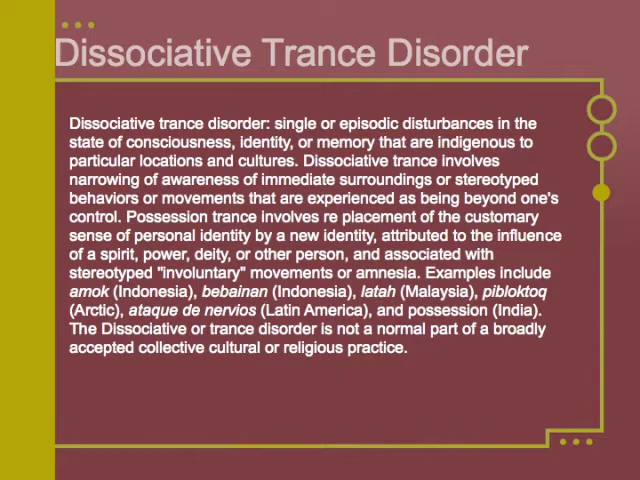 Dissociative Trance Disorder
Dissociative trance disorder: single or episodic disturbances in the
state of consciousness, identity, or memory that are indigenous to
particular locations and cultures. Dissociative trance involves
narrowing of awareness of immediate surroundings or stereotyped
behaviors or movements that are experienced as being beyond one's
control. Possession trance involves re placement of the customary
sense of personal identity by a new identity, attributed to the influence
of a spirit, power, deity, or other person, and associated with
stereotyped "involuntary" movements or amnesia. Examples include
amok (Indonesia), bebainan (Indonesia), latah (Malaysia), pibloktoq
(Arctic), ataque de nervios (Latin America), and possession (India).
The Dissociative or trance disorder is not a normal part of a broadly
accepted collective cultural or religious practice.